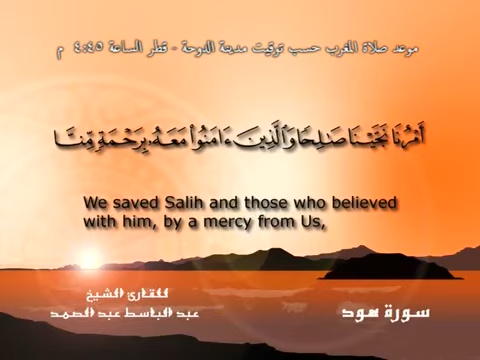 موعد صلاة المغرب حسب توقيت مدينة الدوحة - قطر الساعة ٤:٤٥ م
أَمْرُنَا نَجَّيْنَا صَـٰلِحًا وَٱلَّذِينَ ءَامَنُوا۟ مَعَهُۥ بِرَحْمَةٍ مِّنَّا
We saved Salih and those who believed
with him, by a mercy from Us,
للقارئ الشيخ
عبد الباسط عبد الصمد
سورة هود